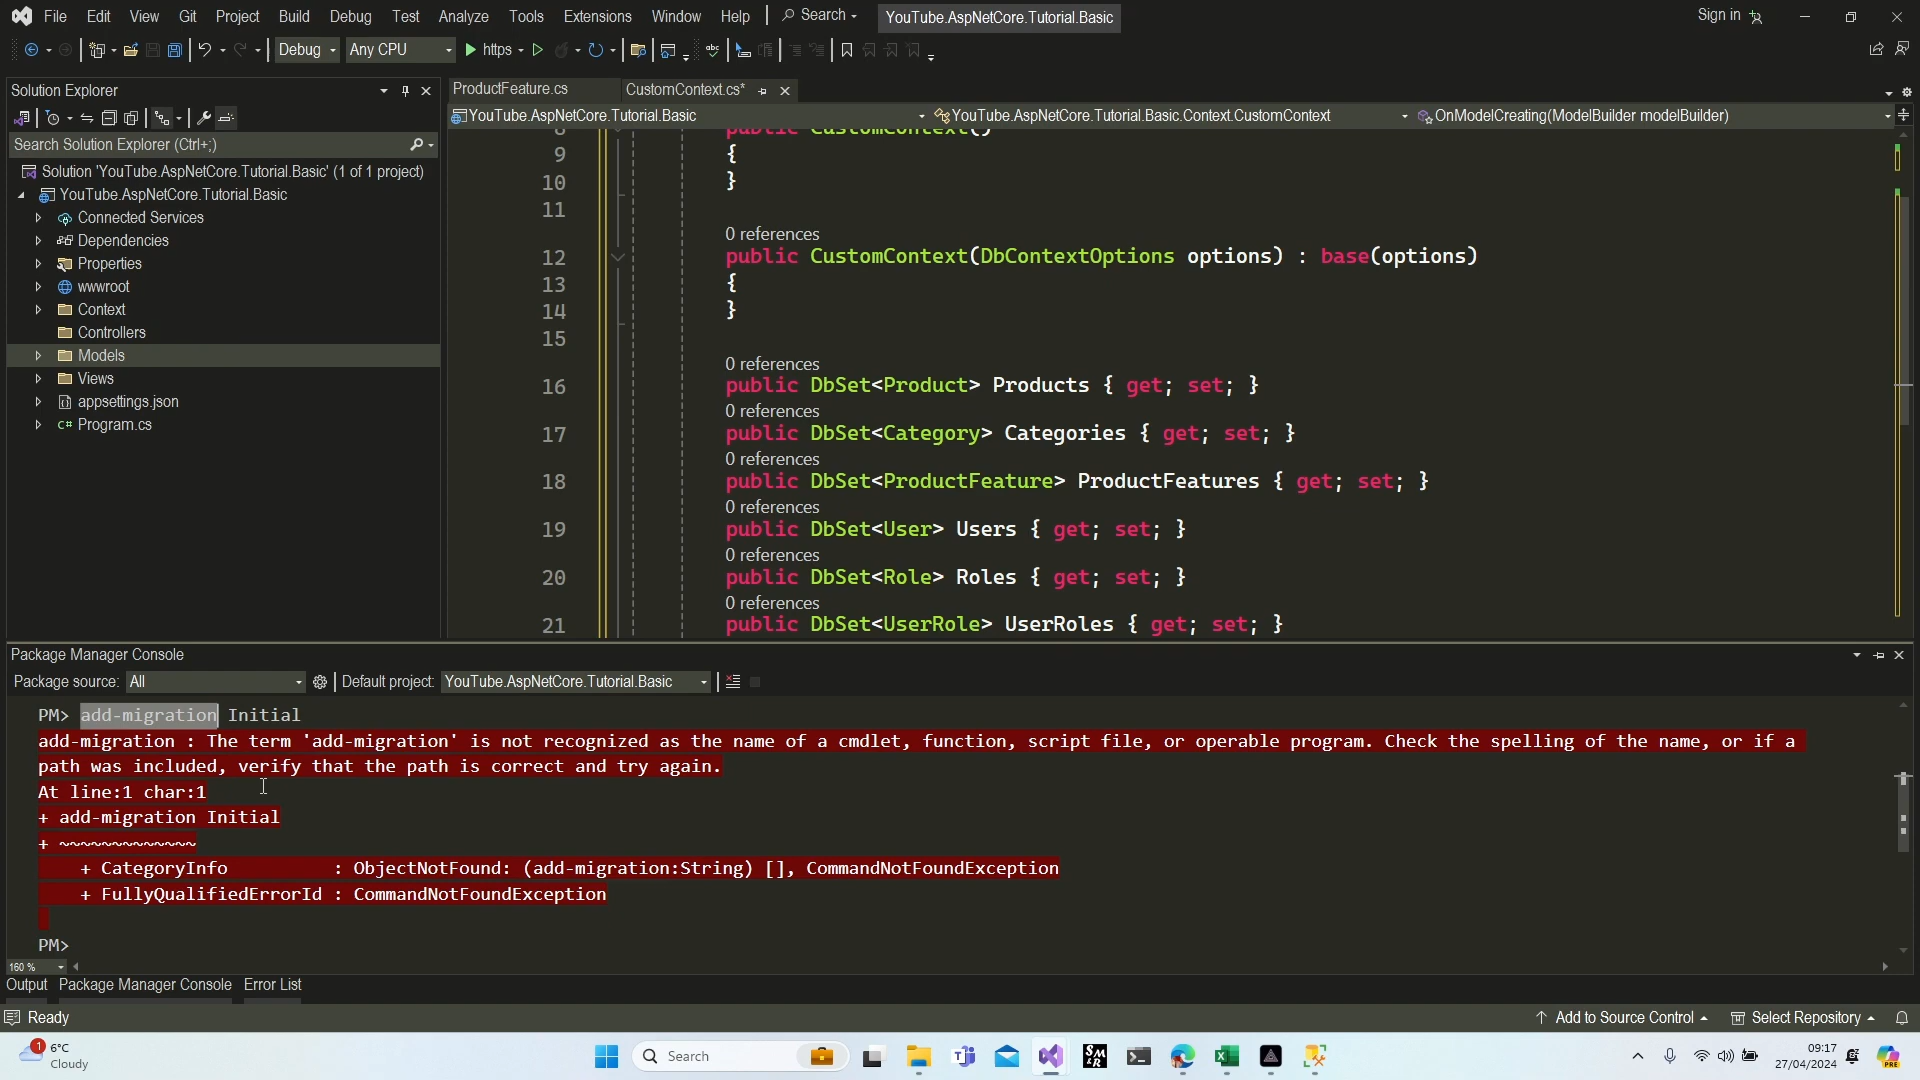 File Edit View Git Project Build Debug Test Analyze Tools Extensions Window Help Search YouTube.AspNetCore.Tutorial.Basic Sign in
Debug Any CPU https
Solution Explorer
Search Solution Explorer (Ctrl+;)
Solution 'YouTube.AspNetCore.Tutorial.Basic' (1 of 1 project)
YouTube.AspNetCore.Tutorial.Basic
Connected Services
Dependencies
Properties
wwwroot
Context
Controllers
Models
Views
appsettings.json
C# Program.cs
ProductFeature.cs CustomContext.cs*
YouTube.AspNetCore.Tutorial.Basic YouTube.AspNetCore.Tutorial.Basic.Context.CustomContext OnModelCreating(ModelBuilder modelBuilder)
8 public CustomContext()
9 {
10 }
11
0 references
12 public CustomContext(DbContextOptions options) : base(options)
13 {
14 }
15
0 references
16 public DbSet<Product> Products { get; set; }
0 references
17 public DbSet<Category> Categories { get; set; }
0 references
18 public DbSet<ProductFeature> ProductFeatures { get; set; }
0 references
19 public DbSet<User> Users { get; set; }
0 references
20 public DbSet<Role> Roles { get; set; }
0 references
21 public DbSet<UserRole> UserRoles { get; set; }
Package Manager Console
Package source: All Default project: YouTube.AspNetCore.Tutorial.Basic
PM> add-migration Initial
add-migration : The term 'add-migration' is not recognized as the name of a cmdlet, function, script file, or operable program. Check the spelling of the name, or if a
path was included, verify that the path is correct and try again.
At line:1 char:1
+ add-migration Initial
+ ~~~~~~~~~~~~~
+ CategoryInfo : ObjectNotFound: (add-migration:String) [], CommandNotFoundException
+ FullyQualifiedErrorId : CommandNotFoundException
PM>
160 %
Output Package Manager Console Error List
Ready Add to Source Control Select Repository
1 6°C
Cloudy
Search
09:17
27/04/2024
PRE